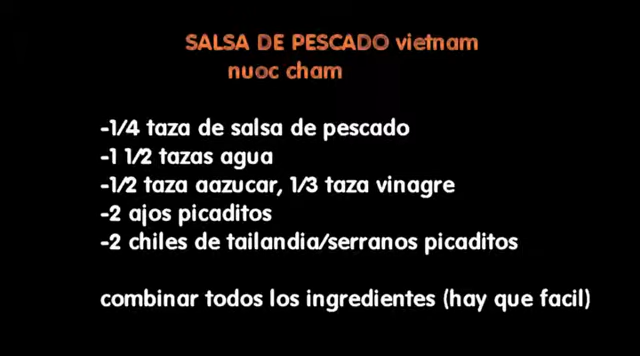 SALSA DE PESCADO vietnam
nuoc cham
-1/4 taza de salsa de pescado
-1 1/2 tazas agua
-1/2 taza aazucar, 1/3 taza vinagre
-2 ajos picaditos
-2 chiles de tailandia/serranos picaditos
combinar todos los ingredientes (hay que facil)